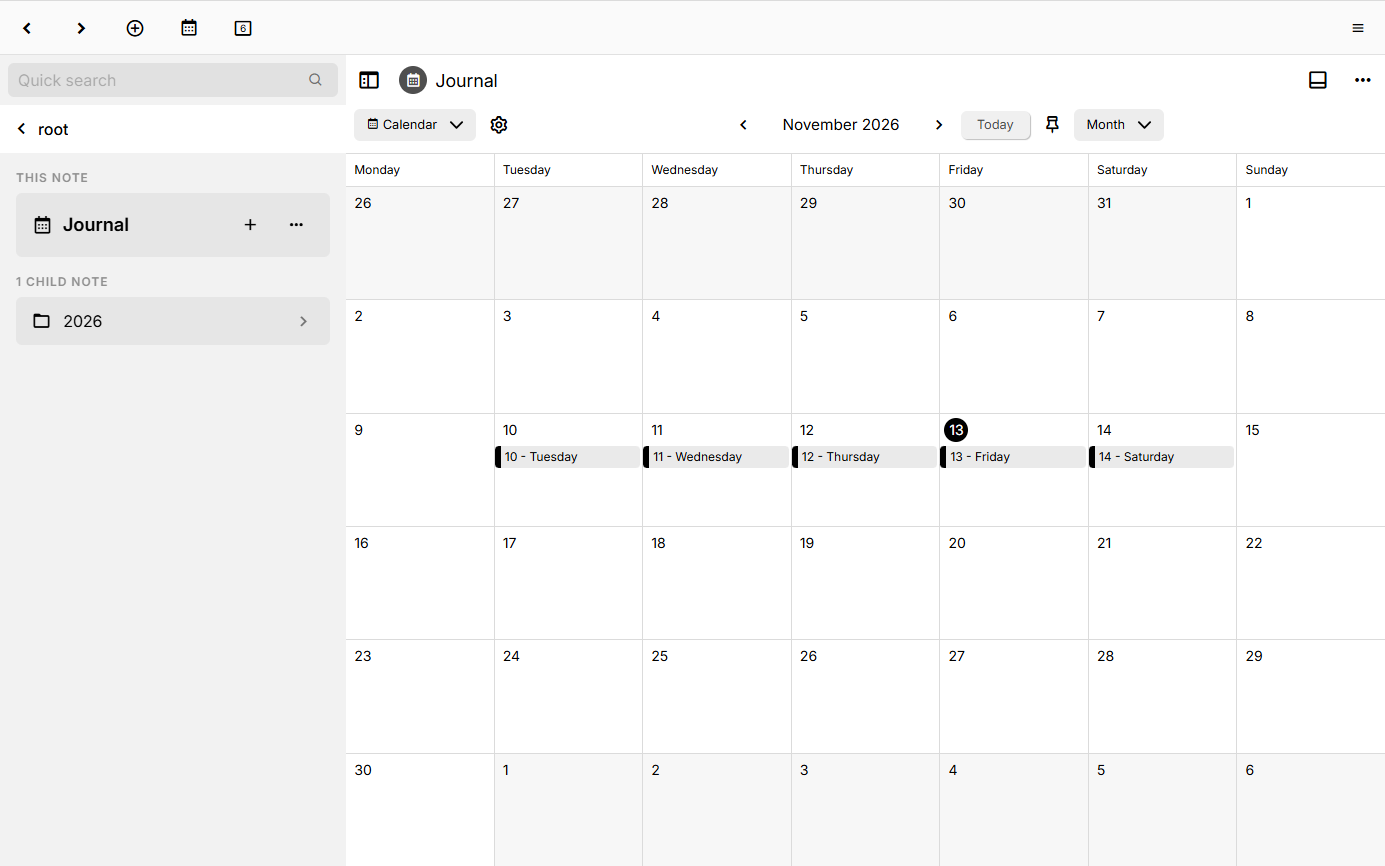 6
Quick search
root
THIS NOTE
Journal
1 CHILD NOTE
2026
Journal
Calendar
November 2026
Today
Month
Monday Tuesday Wednesday Thursday Friday Saturday Sunday
26 27 28 29 30 31 1
2 3 4 5 6 7 8
9 10 11 12 13 14 15
10 - Tuesday 11 - Wednesday 12 - Thursday 13 - Friday 14 - Saturday
16 17 18 19 20 21 22
23 24 25 26 27 28 29
30 1 2 3 4 5 6